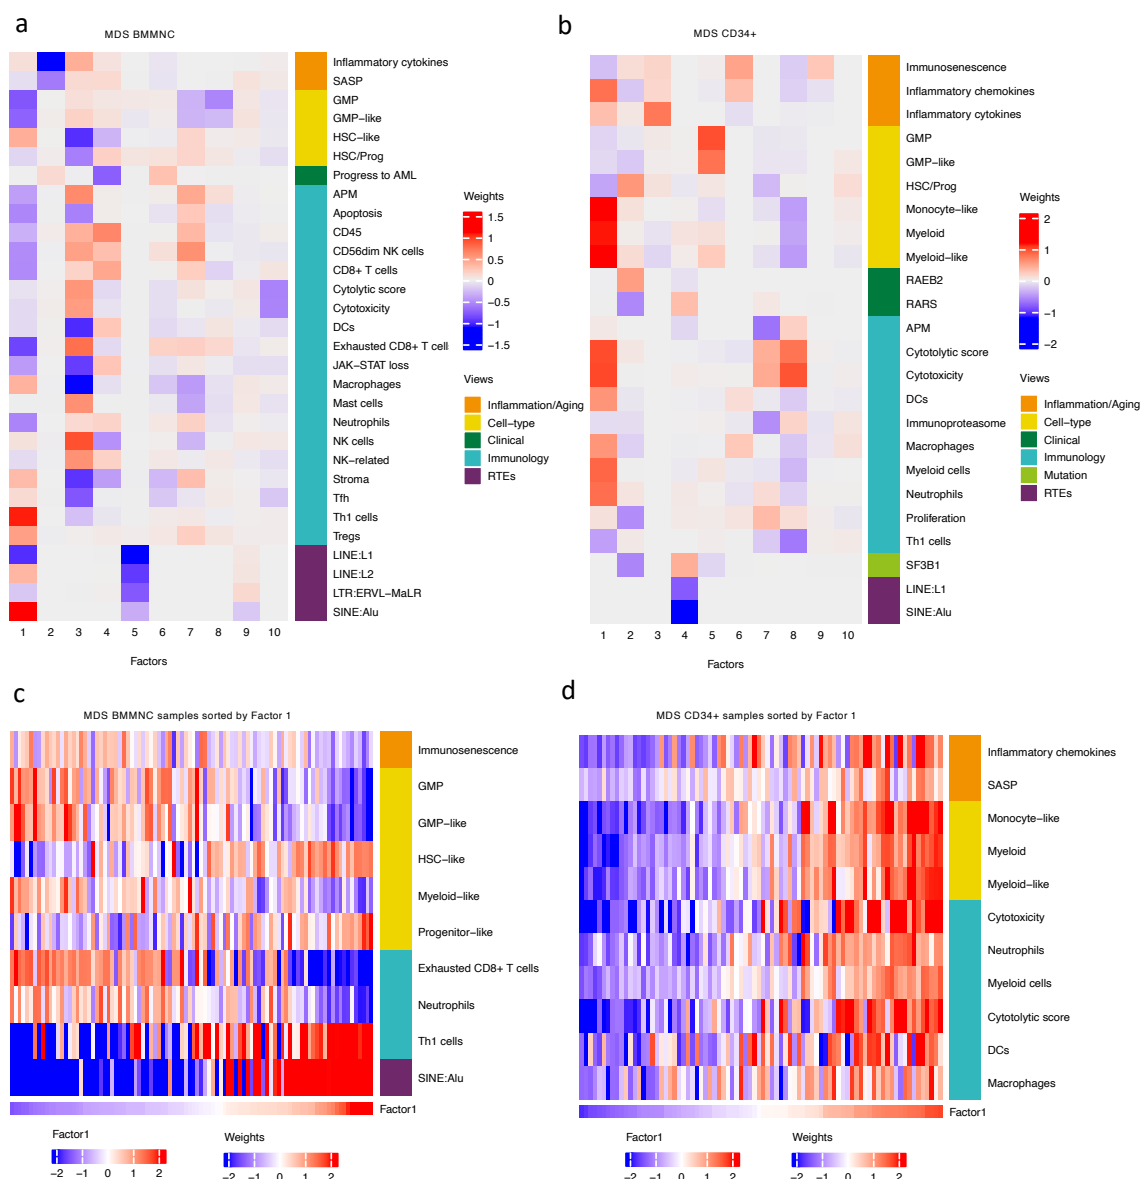 a
MDS BMMNC
Inflammatory cytokines
SASP
GMP
GMP-like
HSC-like
HSC/Prog
Progress to AML
APM
Apoptosis
CD45
CD56dim NK cells
CD8+ T cells
Cytolytic score
Cytotoxicity
DCs
Exhausted CD8+ T cell
JAK-STAT loss
Macrophages
Mast cells
Neutrophils
NK cells
NK-related
Stroma
Tfh
Th1 cells
Tregs
LINE:L1
LINE:L2
LTR:ERVL-MaLR
SINE:Alu
1 2 3 4 5 6 7 8 9 10
Factors
Weights
1.5
1
0.5
0
−0.5
−1
−1.5
Views
Inflammation/Aging
Cell-type
Clinical
Immunology
RTEs
b
MDS CD34+
Immunosenescence
Inflammatory chemokines
Inflammatory cytokines
GMP
GMP-like
HSC/Prog
Monocyte-like
Myeloid
Myeloid-like
RAEB2
RARS
APM
Cytolytic score
Cytotoxicity
DCs
Immunoproteasome
Macrophages
Myeloid cells
Neutrophils
Proliferation
Th1 cells
SF3B1
LINE:L1
SINE:Alu
1 2 3 4 5 6 7 8 9 10
Factors
Weights
2
1
0
−1
−2
Views
Inflammation/Aging
Cell-type
Clinical
Immunology
Mutation
RTEs
c
MDS BMMNC samples sorted by Factor 1
Immunosenescence
GMP
GMP-like
HSC-like
Myeloid-like
Progenitor-like
Exhausted CD8+ T cells
Neutrophils
Th1 cells
SINE:Alu
Factor1
Factor1
−2 −1 0 1 2
Weights
−2 −1 0 1 2
d
MDS CD34+ samples sorted by Factor 1
Inflammatory chemokines
SASP
Monocyte-like
Myeloid
Myeloid-like
Cytotoxicity
Neutrophils
Myeloid cells
Cytolytic score
DCs
Macrophages
Factor1
Factor1
−2 −1 0 1 2
Weights
−2 −1 0 1 2